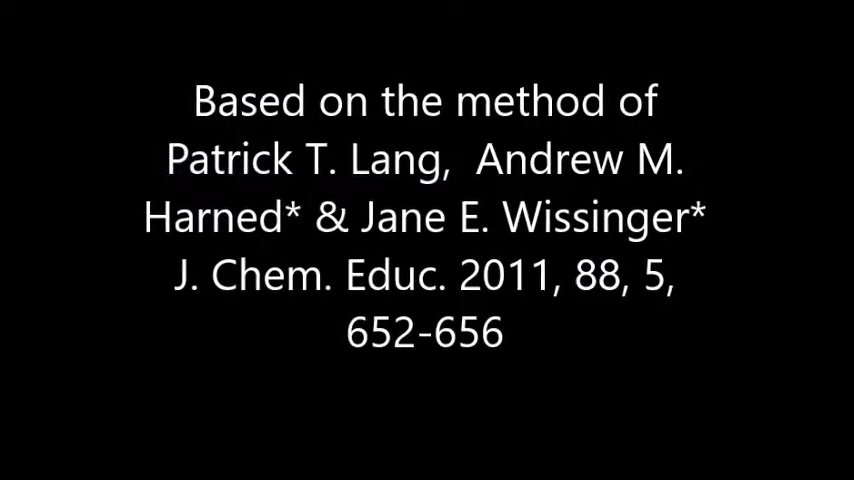 Based on the method of
Patrick T. Lang,  Andrew M.
Harned* & Jane E. Wissinger*
J. Chem. Educ. 2011, 88, 5,
652-656